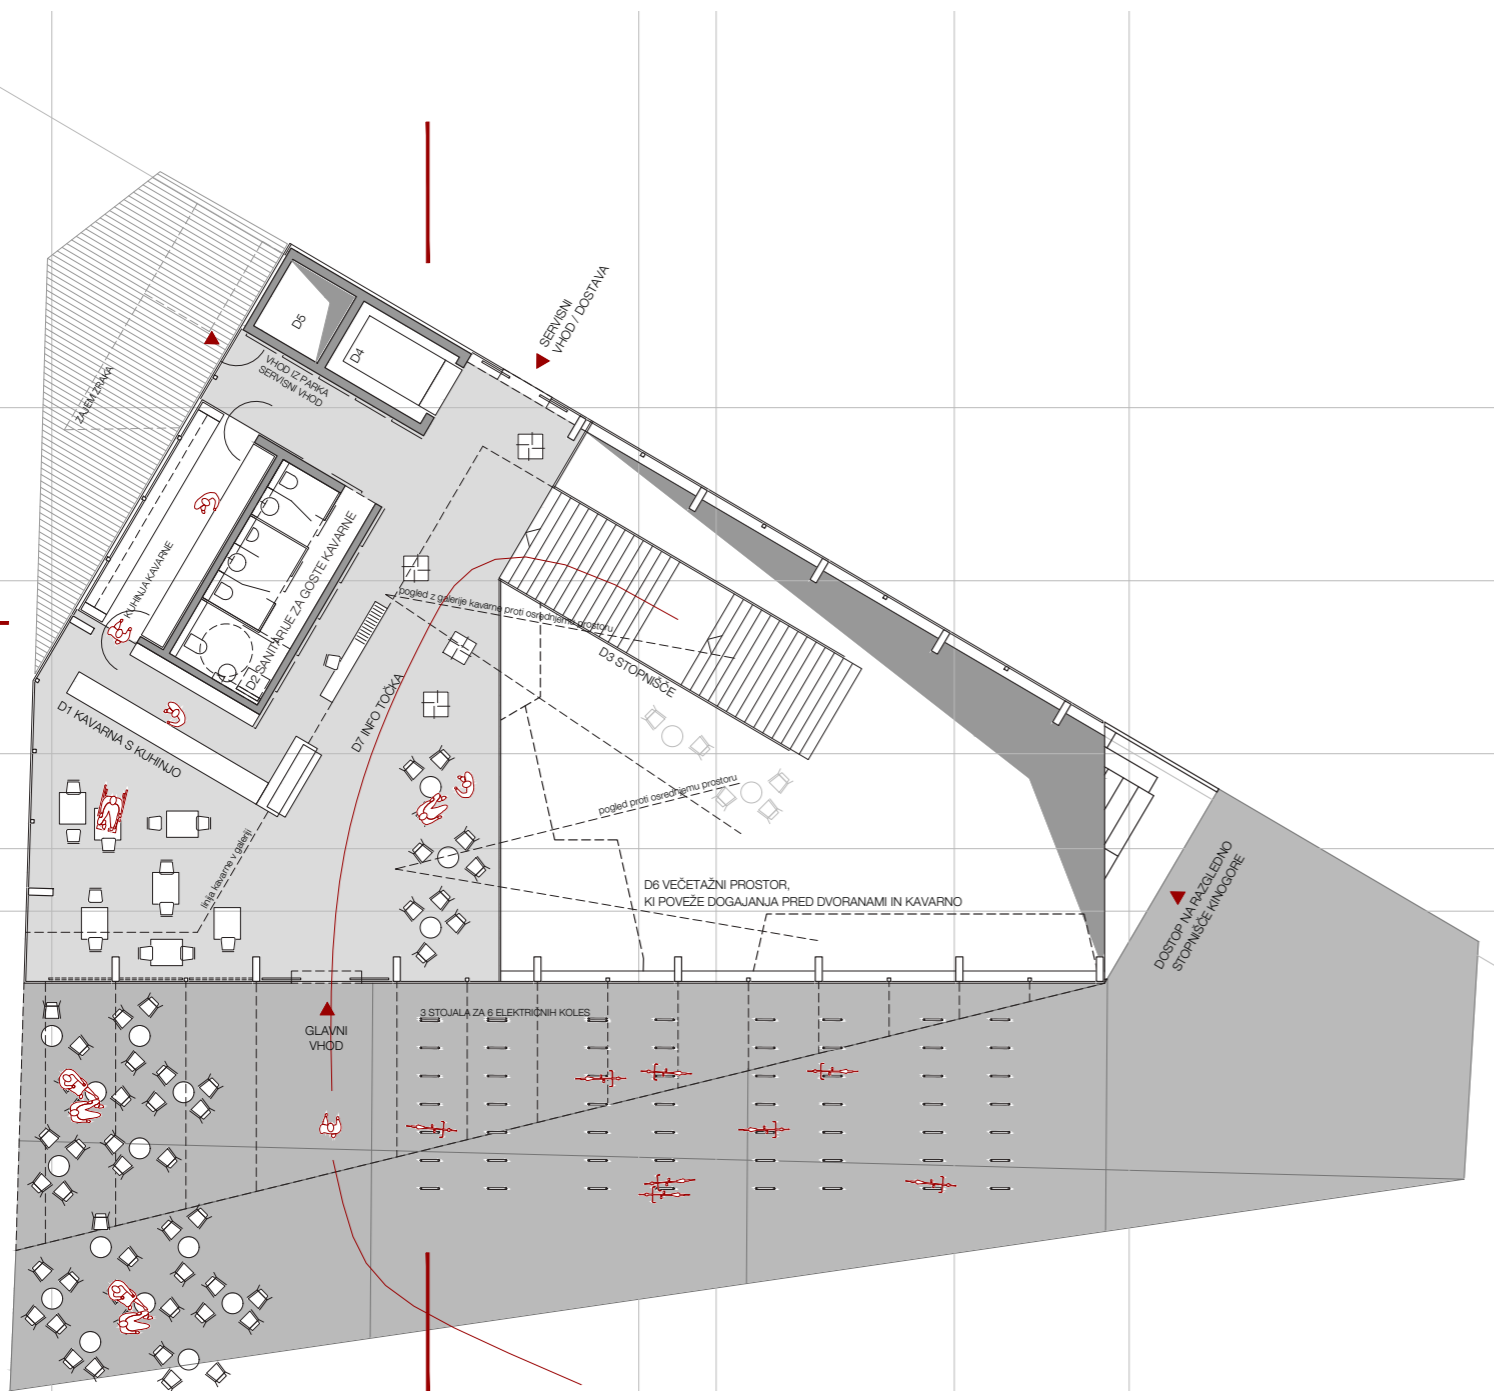 SERVISNI
VHOD / DOSTAVA
D5
D4
VHOD IZ PARKA
SERVISNI VHOD
ZAJEM ZRAKA
KUHINJA KAVARNE
D2 SANITARIJE ZA GOSTE KAVARNE
pogled z galerije kavarne proti osrednjemu prostoru
D3 STOPNIŠČE
D7 INFO TOČKA
D1 KAVARNA S KUHINJO
pogled proti osrednjemu prostoru
linija kavarne v galeriji
D6 VEČETAŽNI PROSTOR,
KI POVEŽE DOGAJANJA PRED DVORANAMI IN KAVARNO
DOSTOP NA RAZGLEDNO
STOPNIŠČE KINOGORE
3 STOJALA ZA 6 ELEKTRIČNIH KOLES
GLAVNI
VHOD